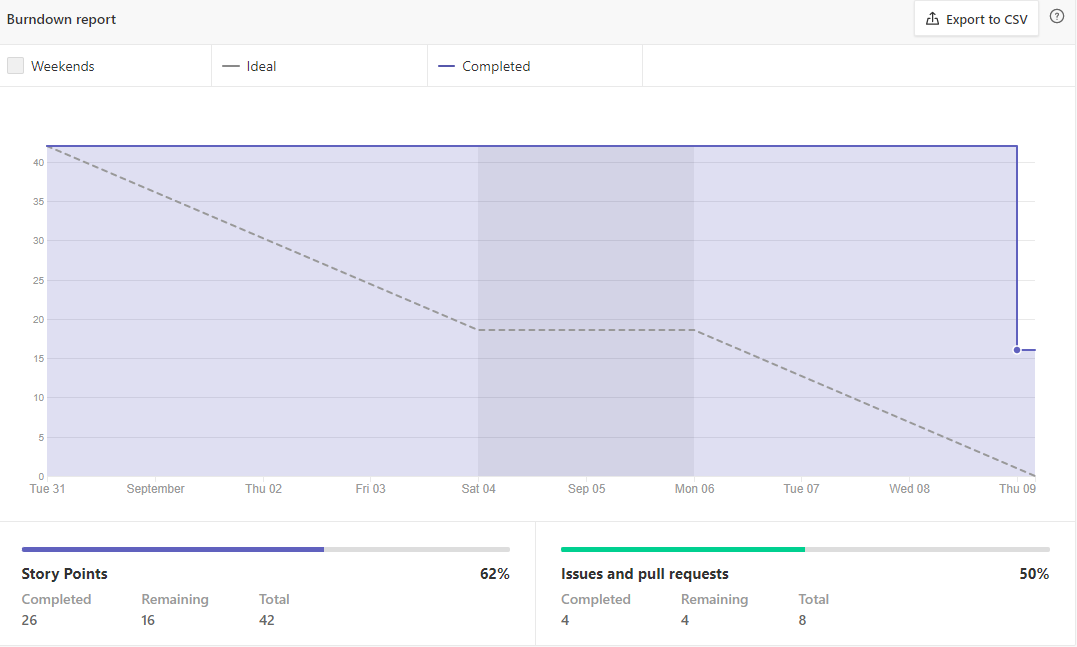 Burndown report
Export to CSV
?
Weekends
Ideal
Completed
40
35
30
25
20
15
10
5
0
Tue 31 September Thu 02 Fri 03 Sat 04 Sep 05 Mon 06 Tue 07 Wed 08 Thu 09
Story Points 62%
Completed Remaining Total
26 16 42
Issues and pull requests 50%
Completed Remaining Total
4 4 8